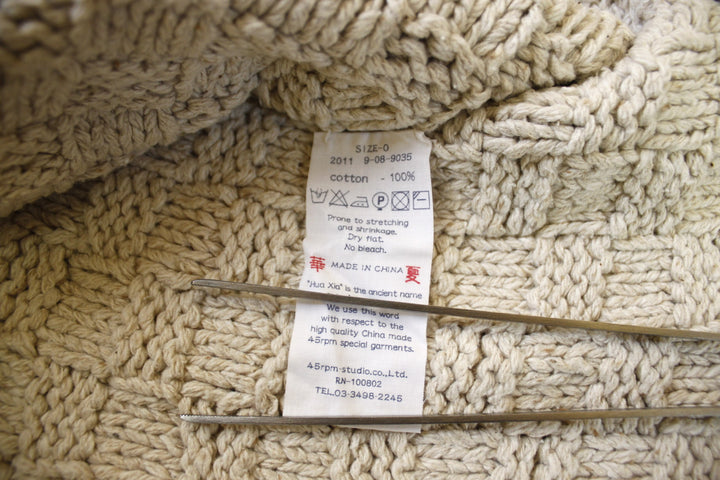 SIZE-0
2011 9-08-9035
cotton - 100%
P
Prone to stretching
and shrinkage.
Dry flat.
No bleach.
華 MADE IN CHINA 夏
"Hua Xia" is the ancient name
We use this word
with respect to the
high quality China made
45rpm special garments.
45rpm-studio.co.,Ltd.
RN-100802
TEL.03-3498-2245